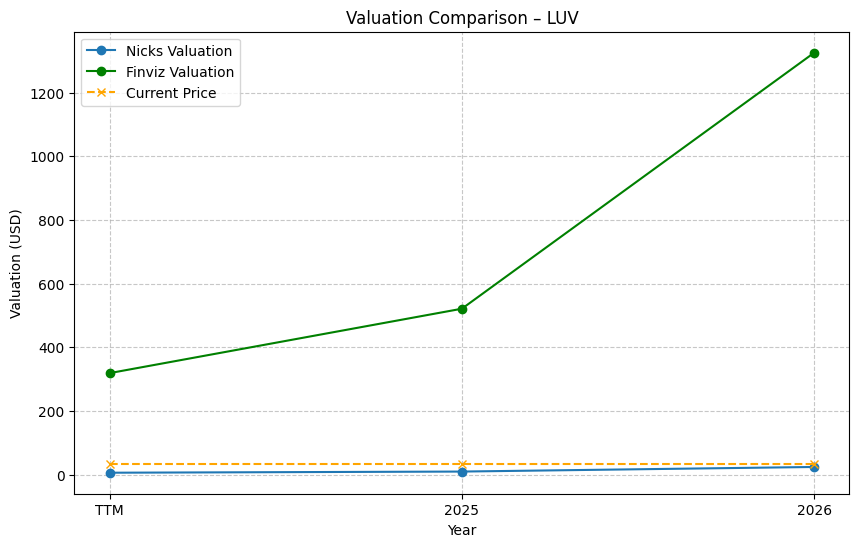 Valuation Comparison – LUV
Nicks Valuation
Finviz Valuation
Current Price
Valuation (USD)
1200
1000
800
600
400
200
0
TTM
2025
2026
Year